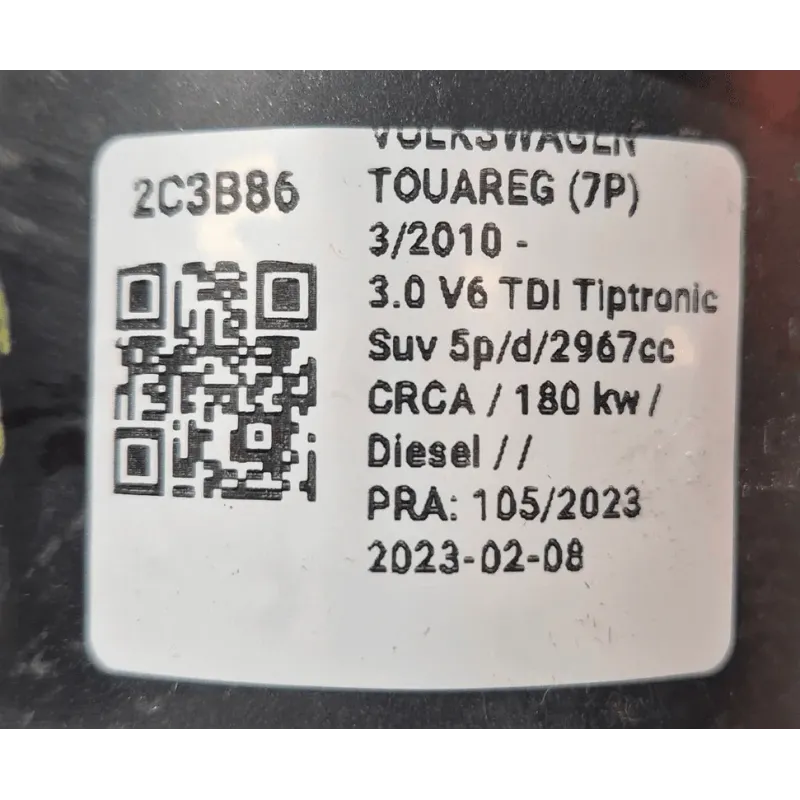 2C3B86
VOLKSWAGEN
TOUAREG (7P)
3/2010 -
3.0 V6 TDI Tiptronic
Suv 5p/d/2967cc
CRCA / 180 kw /
Diesel / /
PRA: 105/2023
2023-02-08